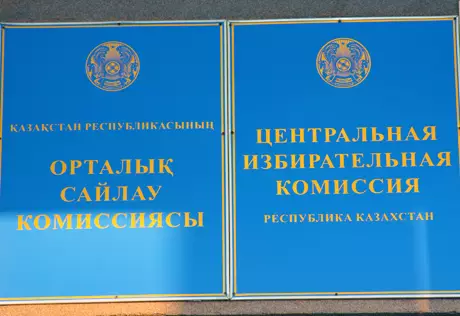 ҚАЗАҚСТАН РЕСПУБЛИКАСЫНЫҢ
ОРТАЛЫҚ
САЙЛАУ
КОМИССИЯСЫ
ЦЕНТРАЛЬНАЯ
ИЗБИРАТЕЛЬНАЯ
КОМИССИЯ
РЕСПУБЛИКА КАЗАХСТАН